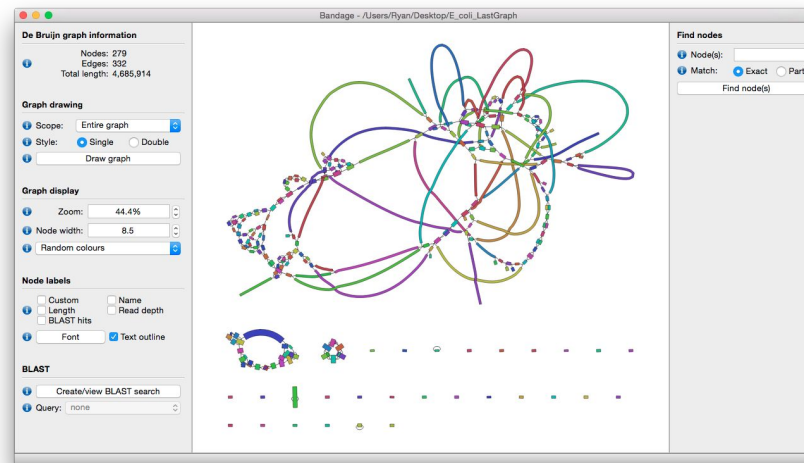 Bandage - /Users/Ryan/Desktop/E_coli_LastGraph
De Bruijn graph information
Nodes: 279
Edges: 332
Total length: 4,685,914
Graph drawing
Scope: Entire graph
Style: Single Double
Draw graph
Graph display
Zoom: 44.4%
Node width: 8.5
Random colours
Node labels
Custom Name
Length Read depth
BLAST hits
Font Text outline
BLAST
Create/view BLAST search
Query: none
Find nodes
Node(s):
Match: Exact Part
Find node(s)